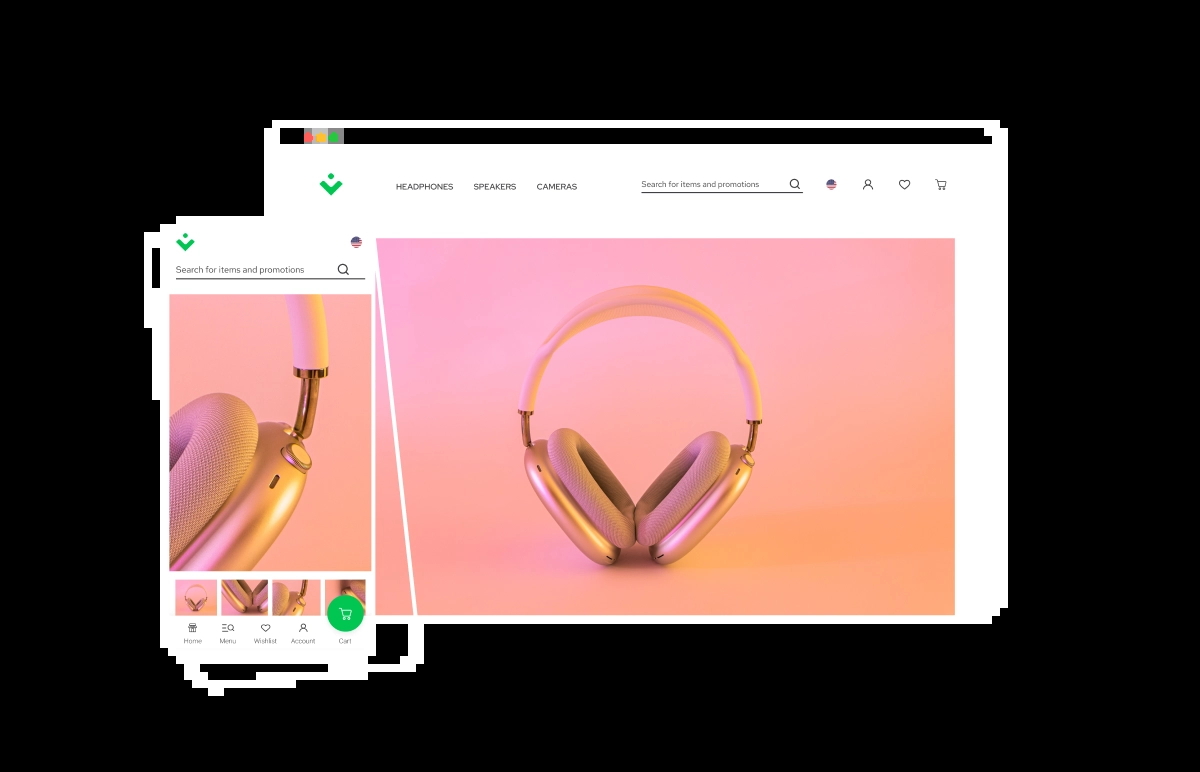 HEADPHONES SPEAKERS CAMERAS
Search for items and promotions
Search for items and promotions
Home Menu Wishlist Account Cart